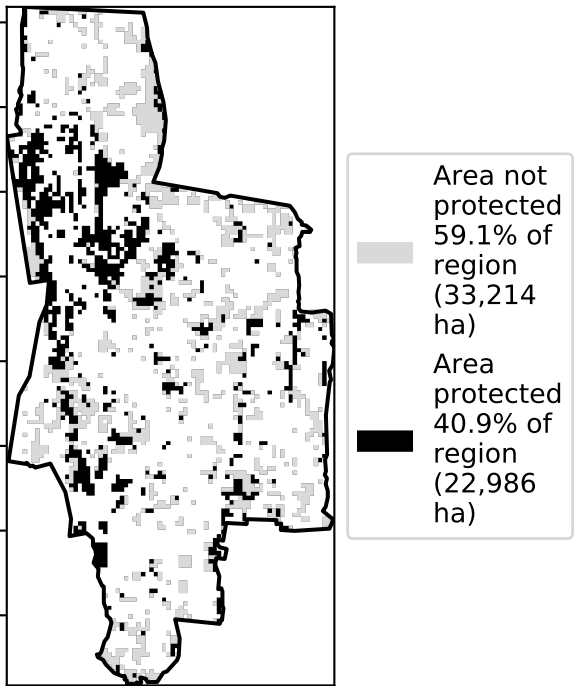 Area not
protected
59.1% of
region
(33,214
ha)
Area
protected
40.9% of
region
(22,986
ha)